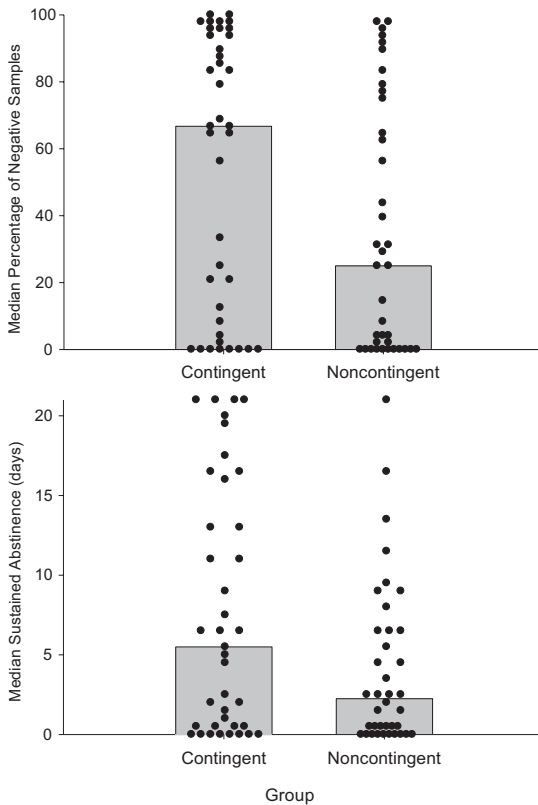 Median Percentage of Negative Samples
100
80
60
40
20
0
Contingent
Noncontingent
Median Sustained Abstinence (days)
20
15
10
5
0
Contingent
Noncontingent
Group